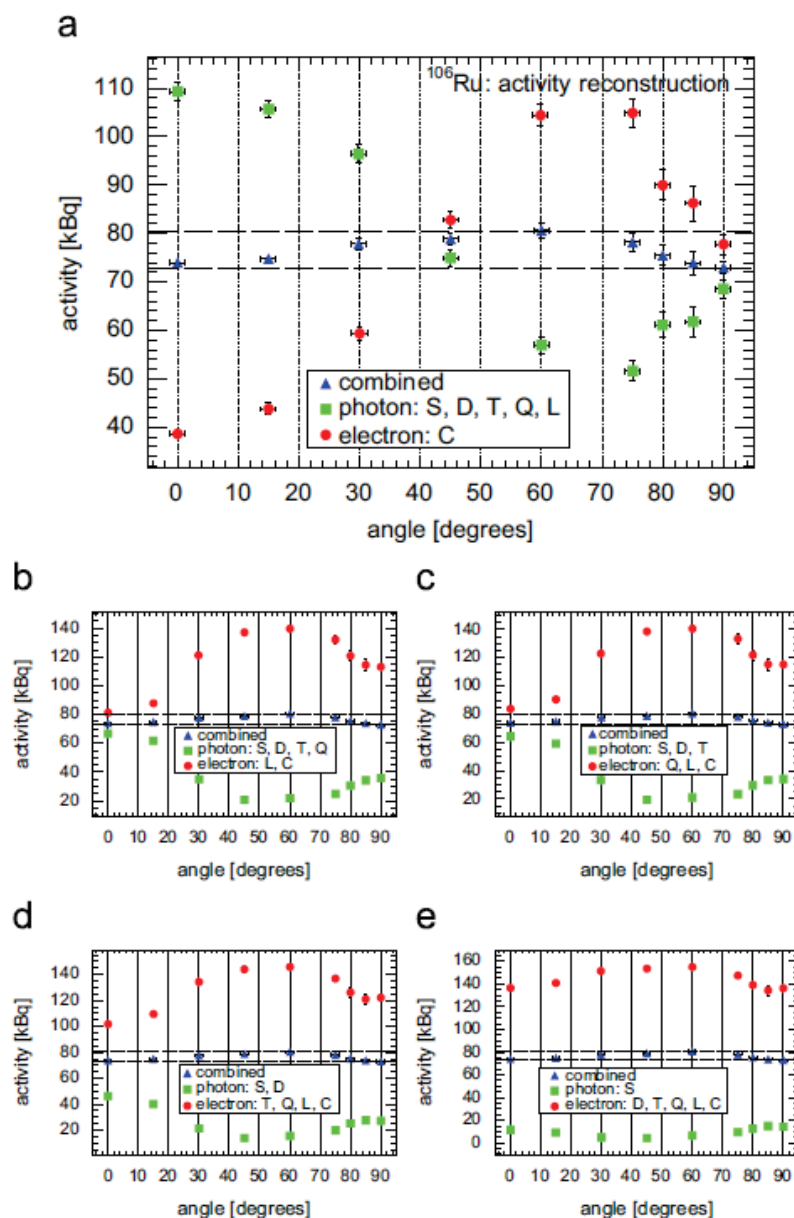 a
106Ru: activity reconstruction
110
100
90
80
70
60
50
40
activity [kBq]
combined
photon: S, D, T, Q, L
electron: C
0 10 20 30 40 50 60 70 80 90
angle [degrees]
b
140
120
100
80
60
40
20
activity [kBq]
combined
photon: S, D, T, Q
electron: L, C
0 10 20 30 40 50 60 70 80 90
angle [degrees]
c
140
120
100
80
60
40
20
activity [kBq]
combined
photon: S, D, T
electron: Q, L, C
0 10 20 30 40 50 60 70 80 90
angle [degrees]
d
140
120
100
80
60
40
20
activity [kBq]
combined
photon: S, D
electron: T, Q, L, C
0 10 20 30 40 50 60 70 80 90
angle [degrees]
e
160
140
120
100
80
60
40
20
0
activity [kBq]
combined
photon: S
electron: D, T, Q, L, C
0 10 20 30 40 50 60 70 80 90
angle [degrees]